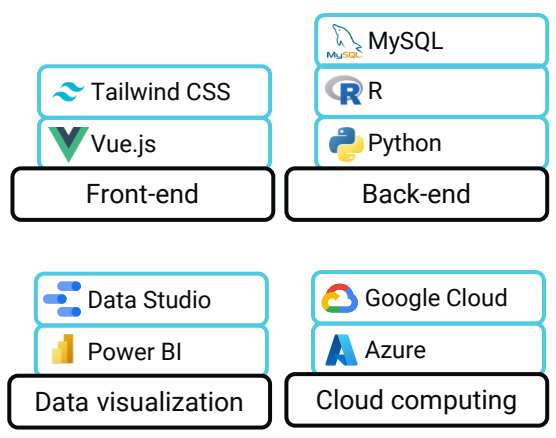 Tailwind CSS
Vue.js
Front-end
MySQL
MySQL
R
R
Python
Back-end
Data Studio
Power BI
Data visualization
Google Cloud
Azure
Cloud computing